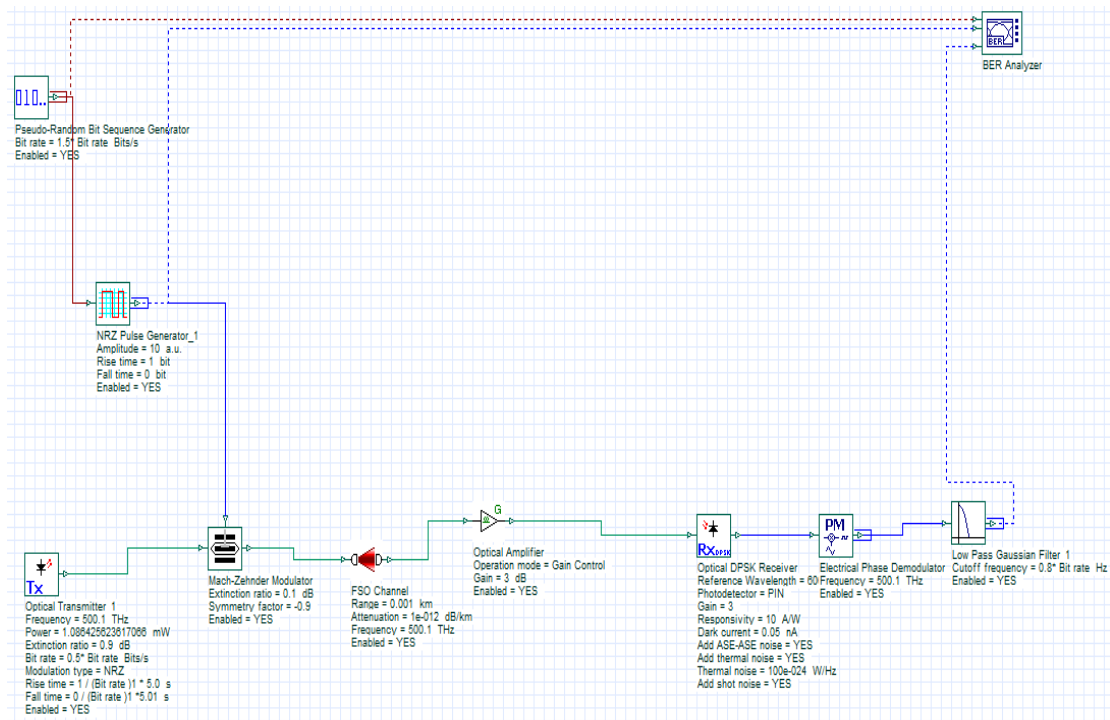 BER
BER Analyzer
010..
Pseudo-Random Bit Sequence Generator
Bit rate = 1.5* Bit rate Bits/s
Enabled = YES
NRZ Pulse Generator_1
Amplitude = 10 a.u.
Rise time = 1 bit
Fall time = 0 bit
Enabled = YES
Tx
Optical Transmitter 1
Frequency = 500.1 THz
Power = 1.086425623617066 mW
Extinction ratio = 0.9 dB
Bit rate = 0.5* Bit rate Bits/s
Modulation type = NRZ
Rise time = 1 / (Bit rate )1 * 5.0 s
Fall time = 0 / (Bit rate )1 *5.01 s
Enabled = YES
Mach-Zehnder Modulator
Extinction ratio = 0.1 dB
Symmetry factor = -0.9
Enabled = YES
FSO Channel
Range = 0.001 km
Attenuation = 1e-012 dB/km
Frequency = 500.1 THz
Enabled = YES
G
Optical Amplifier
Operation mode = Gain Control
Gain = 3 dB
Enabled = YES
RxDPSK
Optical DPSK Receiver
Reference Wavelength = 60
Photodetector = PIN
Gain = 3
Responsivity = 10 A/W
Dark current = 0.05 nA
Add ASE-ASE noise = YES
Add thermal noise = YES
Thermal noise = 100e-024 W/Hz
Add shot noise = YES
PM
Electrical Phase Demodulator
Frequency = 500.1 THz
Enabled = YES
Low Pass Gaussian Filter 1
Cutoff frequency = 0.8* Bit rate Hz
Enabled = YES